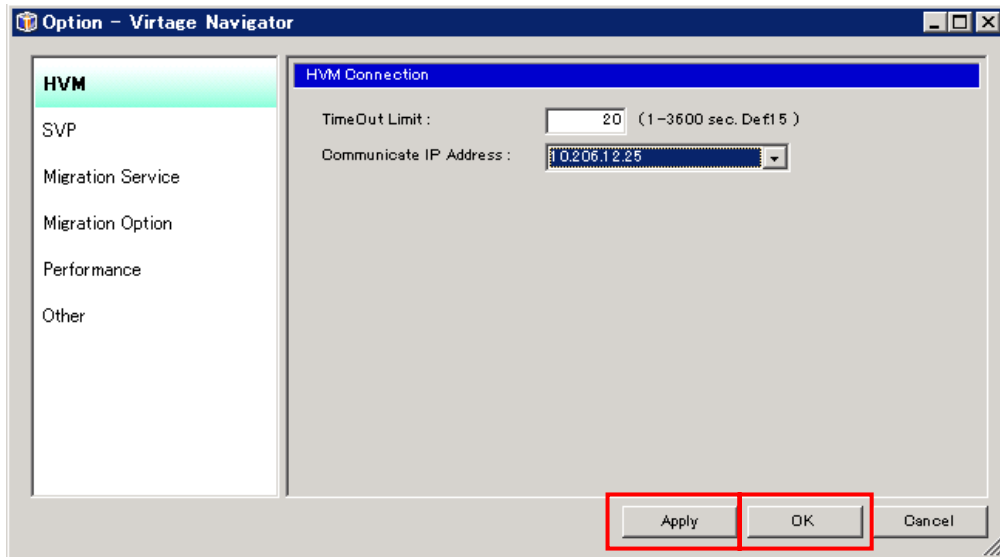 Option - Virtage Navigator
HVM
SVP
Migration Service
Migration Option
Performance
Other
HVM Connection
TimeOut Limit : 20 (1-3600 sec. Def:15 )
Communicate IP Address : 10.206.12.25
Apply OK Cancel